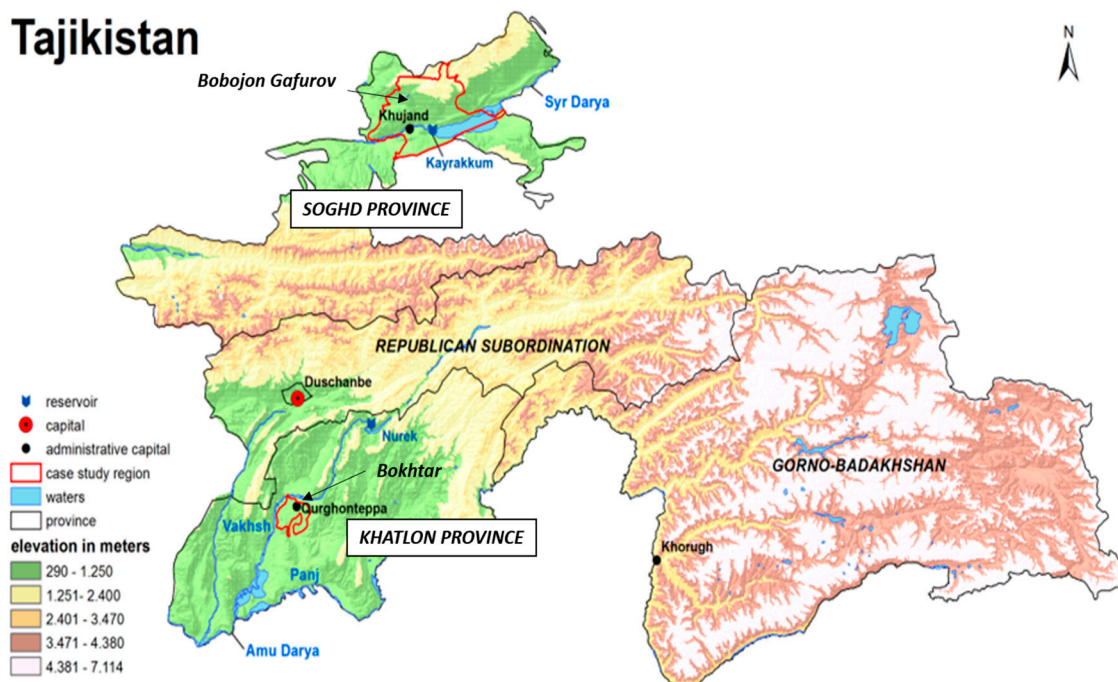 Tajikistan
N
Bobojon Gafurov
Khujand
Syr Darya
Kayrakkum
SOGHD PROVINCE
REPUBLICAN SUBORDINATION
Duschanbe
Nurek
GORNO-BADAKHSHAN
Bokhtar
Qurghonteppa
Vakhsh
KHATLON PROVINCE
Khorugh
Panj
Amu Darya
reservoir
capital
administrative capital
case study region
waters
province
elevation in meters
290 - 1.250
1.251- 2.400
2.401 - 3.470
3.471 - 4.380
4.381 - 7.114